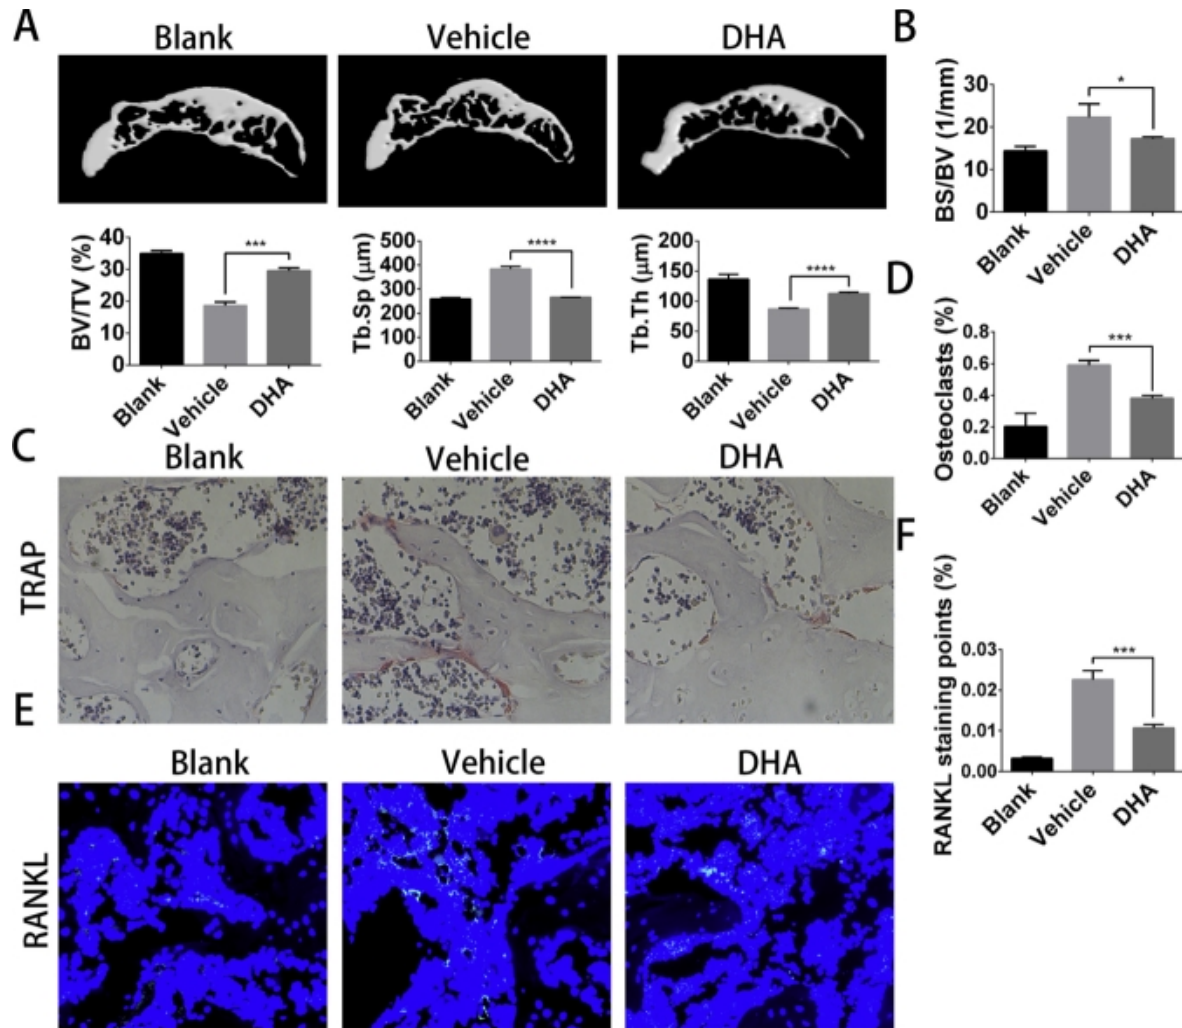 A
Blank
Vehicle
DHA
BV/TV (%)
40
30
20
10
0
***
Blank
Vehicle
DHA
Tb.Sp (μm)
500
400
300
200
100
0
****
Blank
Vehicle
DHA
Tb.Th (μm)
200
150
100
50
0
****
Blank
Vehicle
DHA
B
BS/BV (1/mm)
30
20
10
0
*
Blank
Vehicle
DHA
C
Blank
Vehicle
DHA
TRAP
D
Osteoclasts (%)
0.8
0.6
0.4
0.2
0.0
***
Blank
Vehicle
DHA
E
Blank
Vehicle
DHA
RANKL
F
RANKL staining points (%)
0.03
0.02
0.01
0.00
***
Blank
Vehicle
DHA